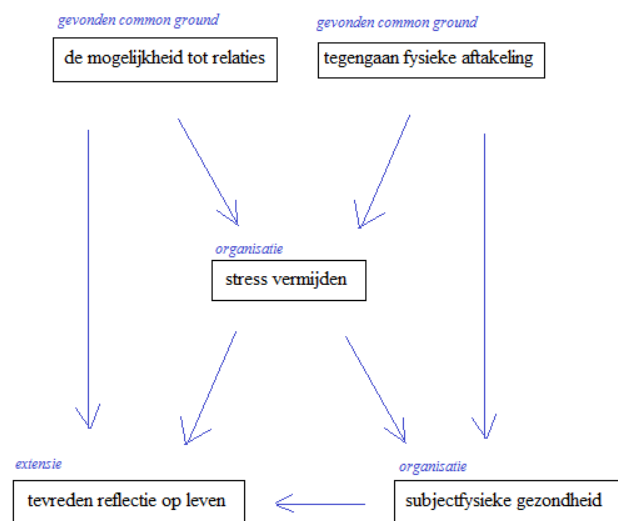 gevonden common ground
de mogelijkheid tot relaties
gevonden common ground
tegengaan fysieke aftakeling
organisatie
stress vermijden
extensie
tevreden reflectie op leven
organisatie
subjectfysieke gezondheid